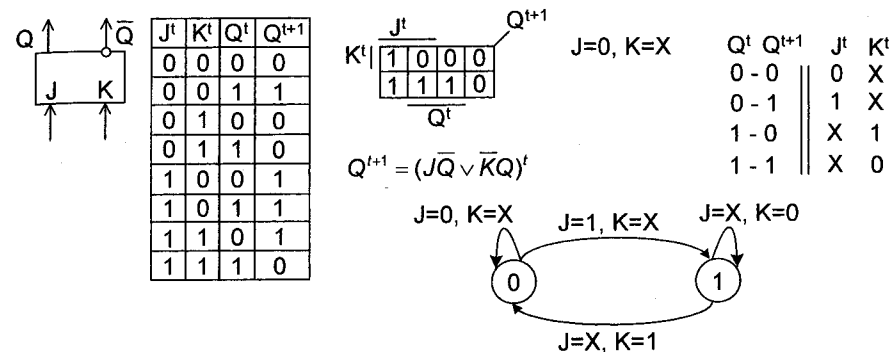 Q Q̅
J K
Jᵗ Kᵗ Qᵗ Qᵗ⁺¹
0 0 0 0
0 0 1 1
0 1 0 0
0 1 1 0
1 0 0 1
1 0 1 1
1 1 0 1
1 1 1 0
Jᵗ Qᵗ⁺¹
Kᵗ 1 0 0 0
1 1 1 0
Qᵗ
Qᵗ⁺¹ = (JQ̅ ∨ K̅Q)ᵗ
J=0, K=X
Qᵗ Qᵗ⁺¹ Jᵗ Kᵗ
0 - 0 0 X
0 - 1 1 X
1 - 0 X 1
1 - 1 X 0
J=0, K=X
J=1, K=X
J=X, K=0
0
1
J=X, K=1